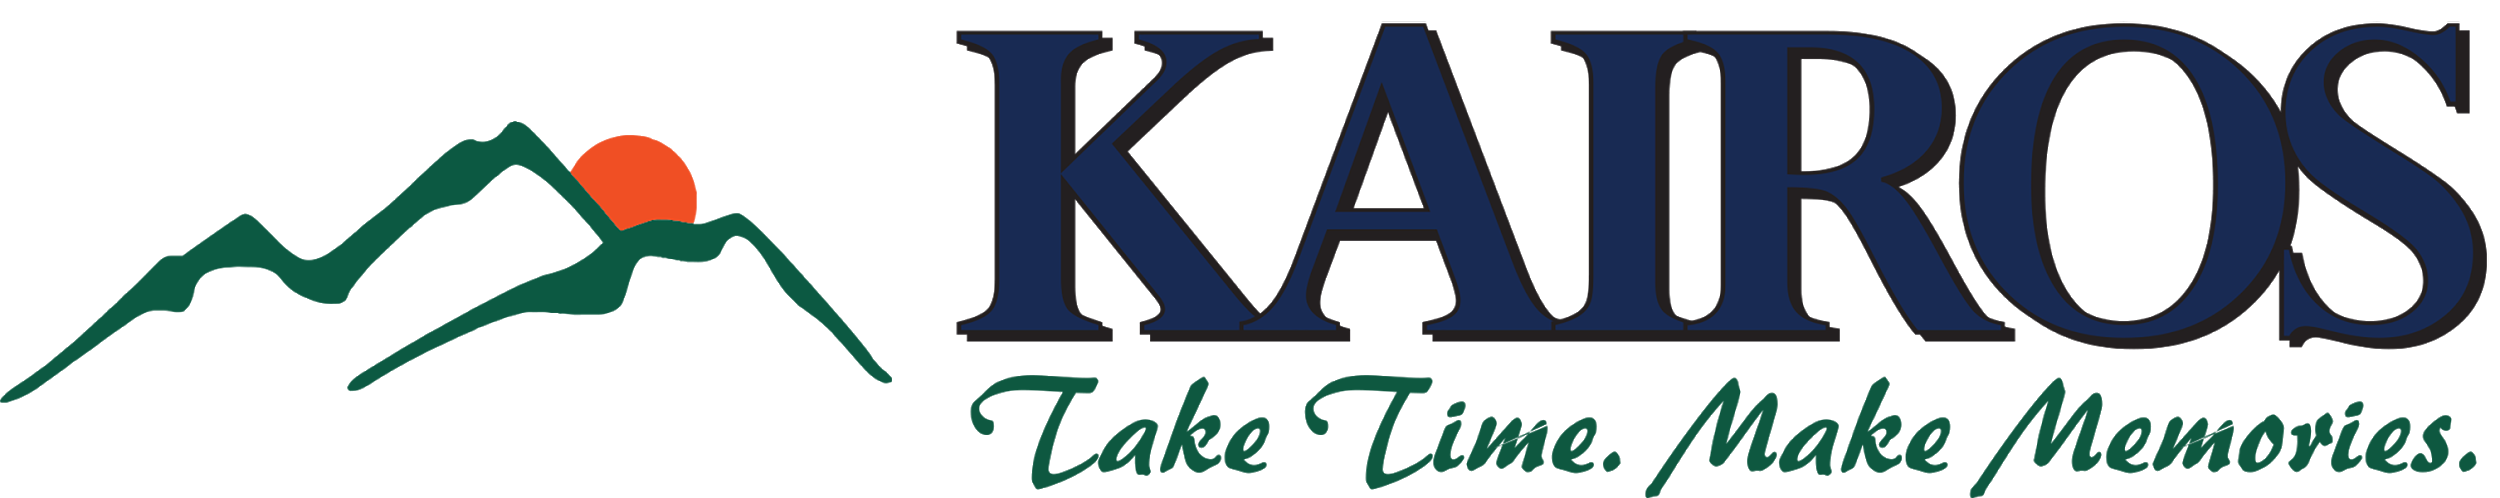 KAIROS
Take Time. Make Memories.